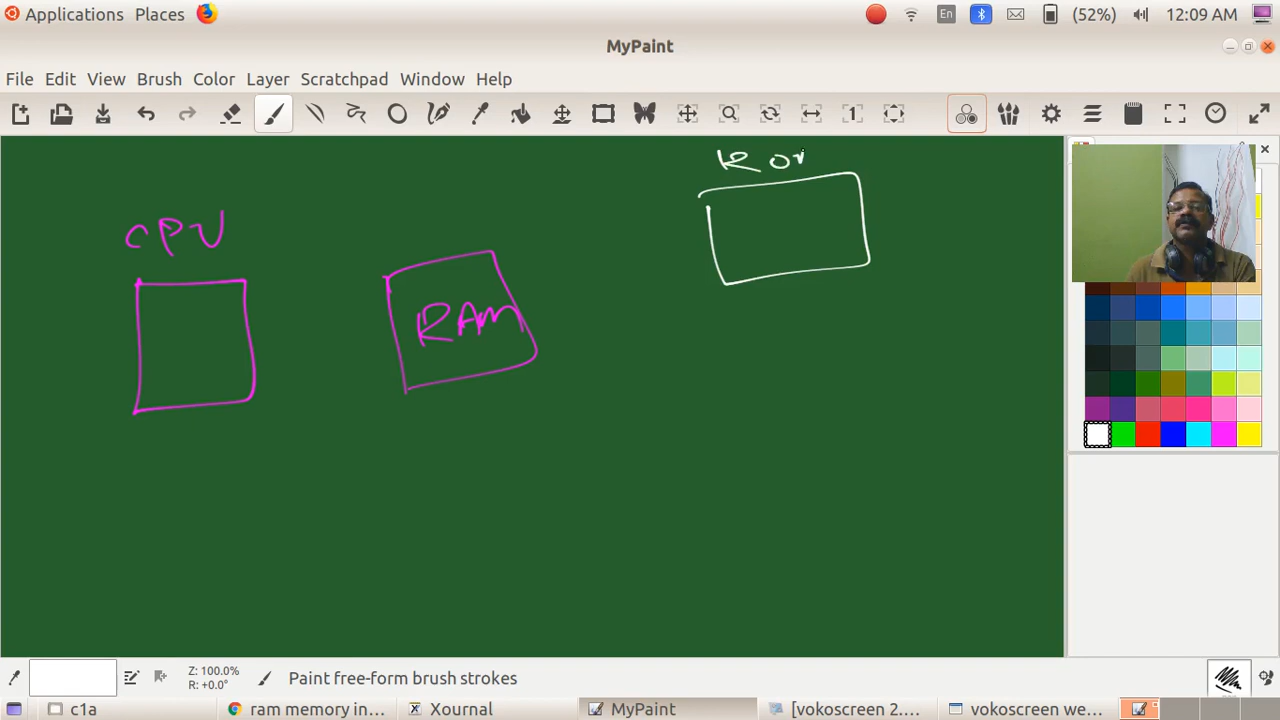 Applications Places En (52%) 12:09 AM
MyPaint
File Edit View Brush Color Layer Scratchpad Window Help
1
CPU
RAM
Z: 100.0%
R: +0.0°
Paint free-form brush strokes
c1a ram memory in... Xournal MyPaint [vokoscreen 2.... vokoscreen we...